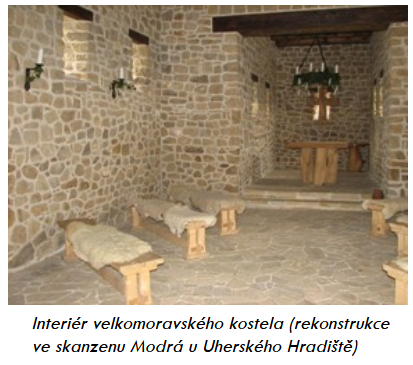 Interiér velkomoravského kostela (rekonstrukce
ve skanzenu Modrá u Uherského Hradiště)